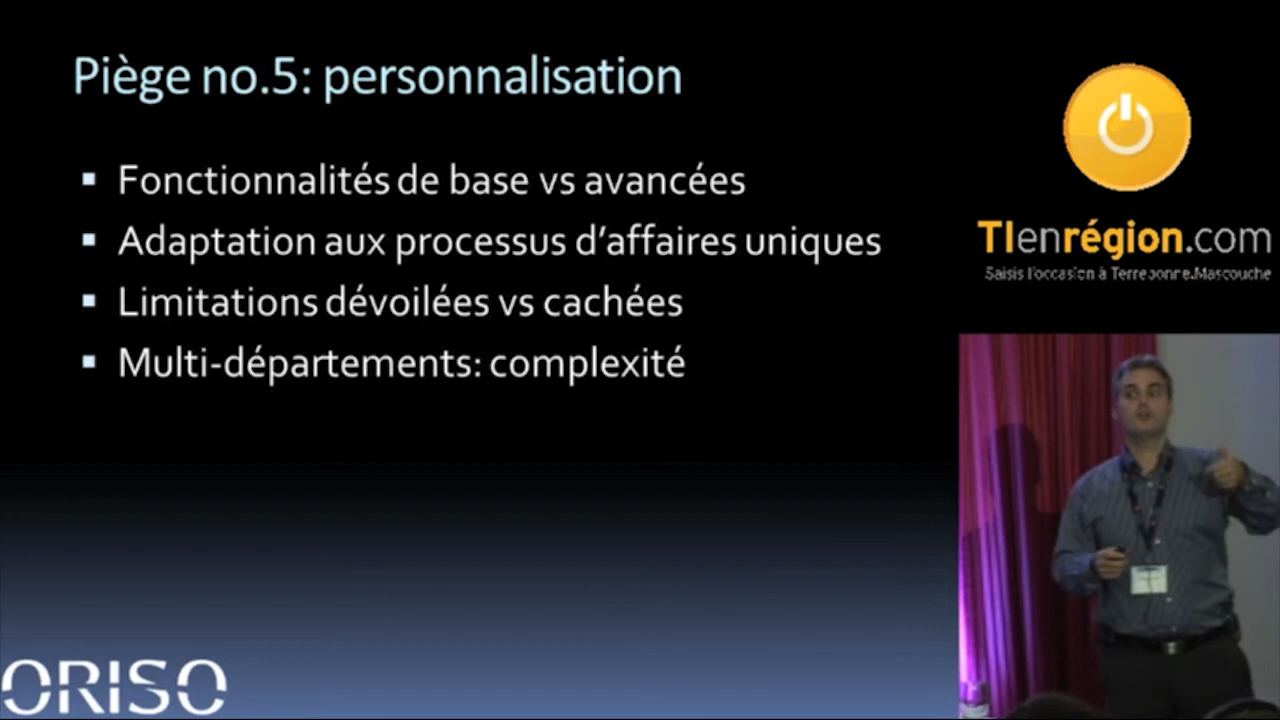 Piège no.5: personnalisation
Fonctionnalités de base vs avancées
Adaptation aux processus d'affaires uniques
Limitations dévoilées vs cachées
Multi-départements: complexité
TIenrégion.com
Saisis l'occasion à Terrebonne.Mascouche
ORISO